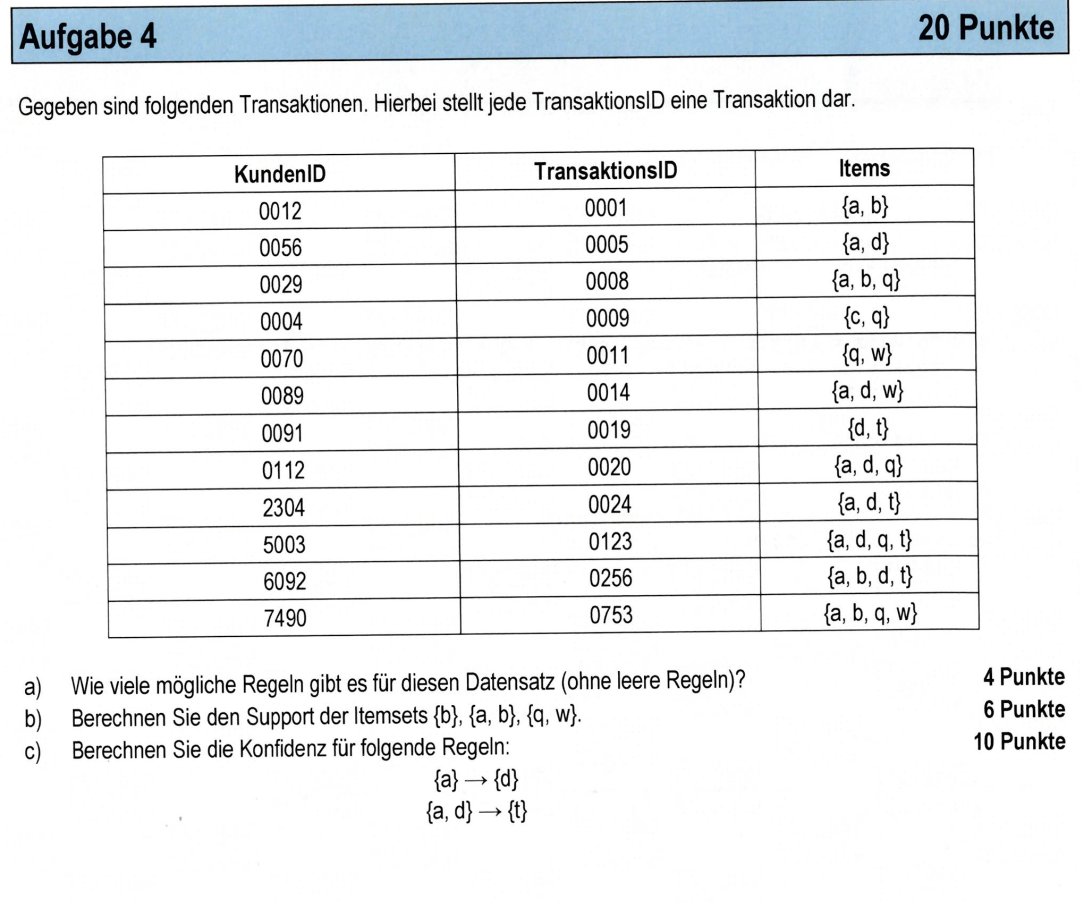 Aufgabe 4 20 Punkte
Gegeben sind folgenden Transaktionen. Hierbei stellt jede TransaktionsID eine Transaktion dar.
KundenID TransaktionsID Items
0012 0001 {a, b}
0056 0005 {a, d}
0029 0008 {a, b, q}
0004 0009 {c, q}
0070 0011 {q, w}
0089 0014 {a, d, w}
0091 0019 {d, t}
0112 0020 {a, d, q}
2304 0024 {a, d, t}
5003 0123 {a, d, q, t}
6092 0256 {a, b, d, t}
7490 0753 {a, b, q, w}
a) Wie viele mögliche Regeln gibt es für diesen Datensatz (ohne leere Regeln)? 4 Punkte
b) Berechnen Sie den Support der Itemsets {b}, {a, b}, {q, w}. 6 Punkte
c) Berechnen Sie die Konfidenz für folgende Regeln: 10 Punkte
{a} → {d}
{a, d} → {t}